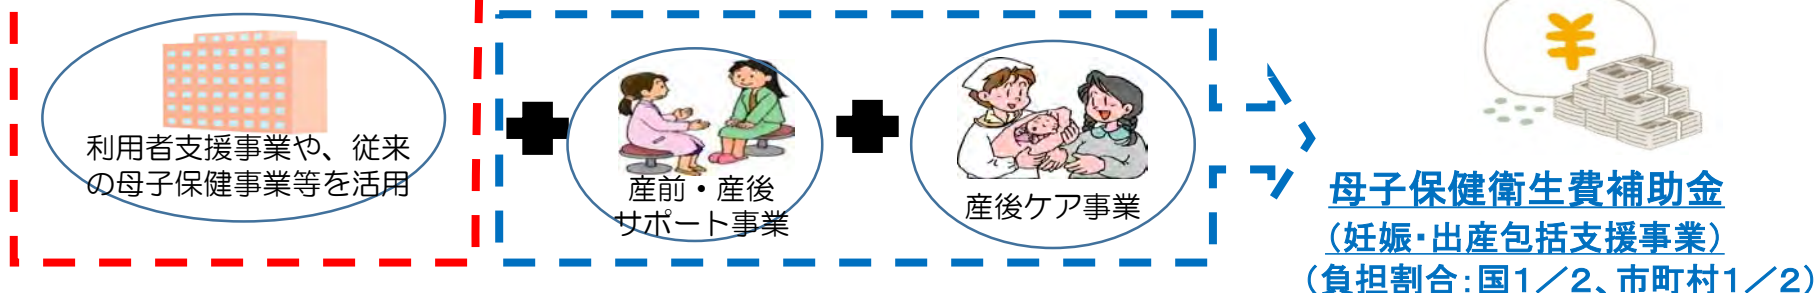 利用者支援事業や、従来
の母子保健事業等を活用
産前・産後
サポート事業
産後ケア事業
¥
母子保健衛生費補助金
（妊娠・出産包括支援事業）
（負担割合：国１／２、市町村１／２）